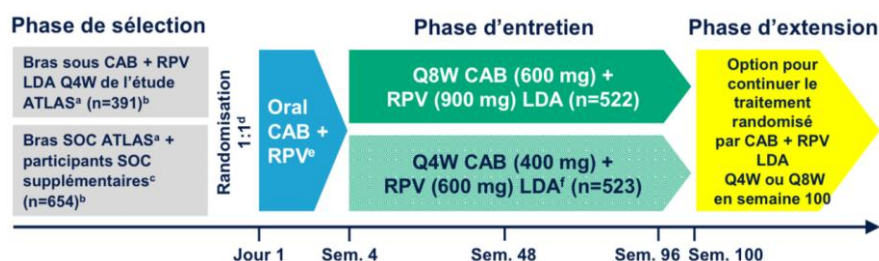 Phase de sélection
Phase d'entretien
Phase d'extension
Bras sous CAB + RPV
LDA Q4W de l'étude
ATLASᵃ (n=391)ᵇ
Bras SOC ATLASᵃ +
participants SOC
supplémentairesᶜ
(n=654)ᵇ
Randomisation
1:1ᵈ
Oral
CAB +
RPVᵉ
Q8W CAB (600 mg) +
RPV (900 mg) LDA (n=522)
Q4W CAB (400 mg) +
RPV (600 mg) LDAᶠ (n=523)
Option pour
continuer le
traitement
randomisé
par CAB + RPV
LDA
Q4W ou Q8W
en semaine 100
Jour 1
Sem. 4
Sem. 48
Sem. 96
Sem. 100